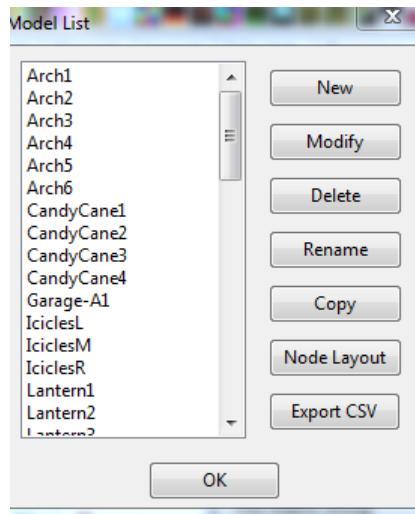 Model List
Arch1
Arch2
Arch3
Arch4
Arch5
Arch6
CandyCane1
CandyCane2
CandyCane3
CandyCane4
Garage-A1
IciclesL
IciclesM
IciclesR
Lantern1
Lantern2
Lantern3
New
Modify
Delete
Rename
Copy
Node Layout
Export CSV
OK